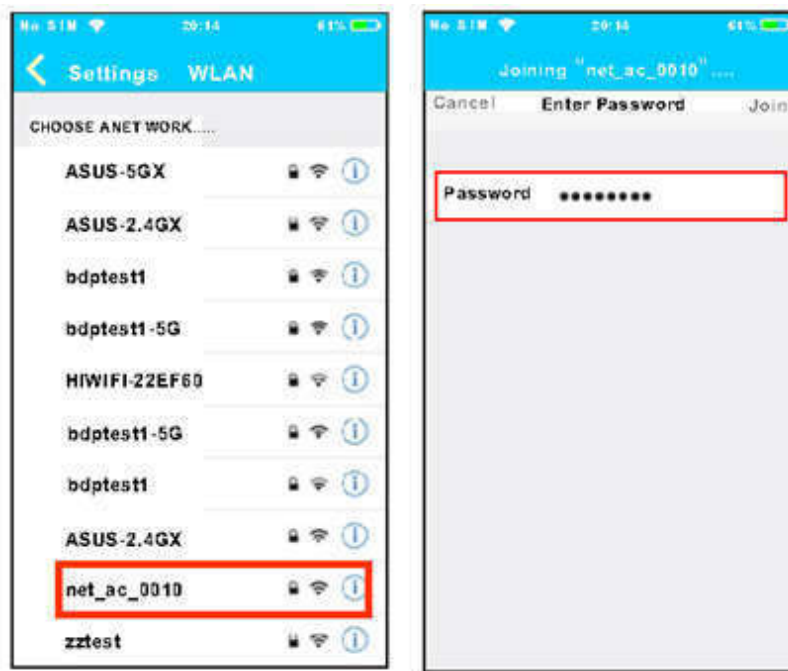 No SIM 20:14 61%
Settings WLAN
CHOOSE ANET WORK.....
ASUS-5GX
ASUS-2.4GX
bdptest1
bdptest1-5G
HIWIFI-22EF60
bdptest1-5G
bdptest1
ASUS-2.4GX
net_ac_0010
zztest
No SIM 20:14 61%
Joining "net_ac_0010"....
Cancel Enter Password Join
Password ●●●●●●●●